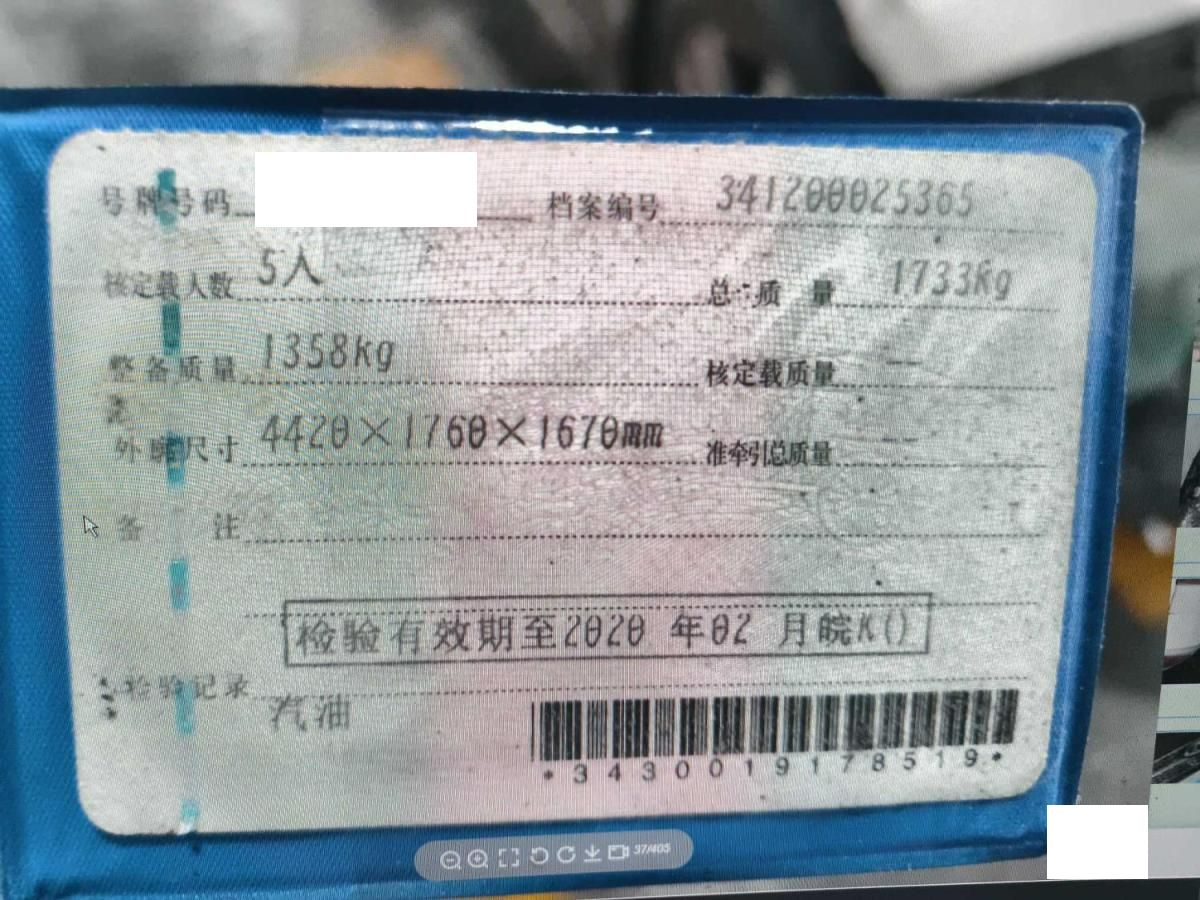 号牌号码 档案编号 341200025365
核定载人数 5人 总质量 1733kg
整备质量 1358kg 核定载质量 --
外廓尺寸 4420×1760×1670mm 准牵引总质量 --
备注
检验有效期至2020 年02 月皖K()
检验记录
汽油
*3430019178519*
37/405